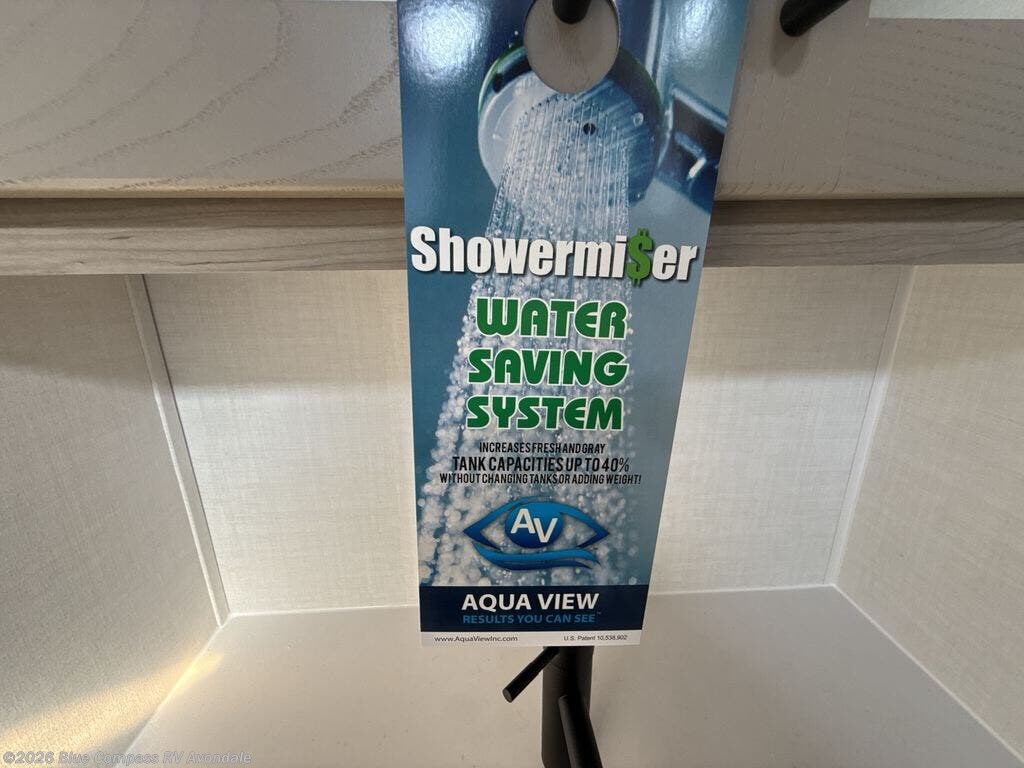 Showermi$er
WATER
SAVING
SYSTEM
INCREASES FRESH AND GRAY
TANK CAPACITIES UP TO 40%
WITHOUT CHANGING TANKS OR ADDING WEIGHT!
AV
AQUA VIEW
RESULTS YOU CAN SEE™
www.AquaViewInc.com U.S. Patent 10,538,902
©2026 Blue Compass RV Avondale